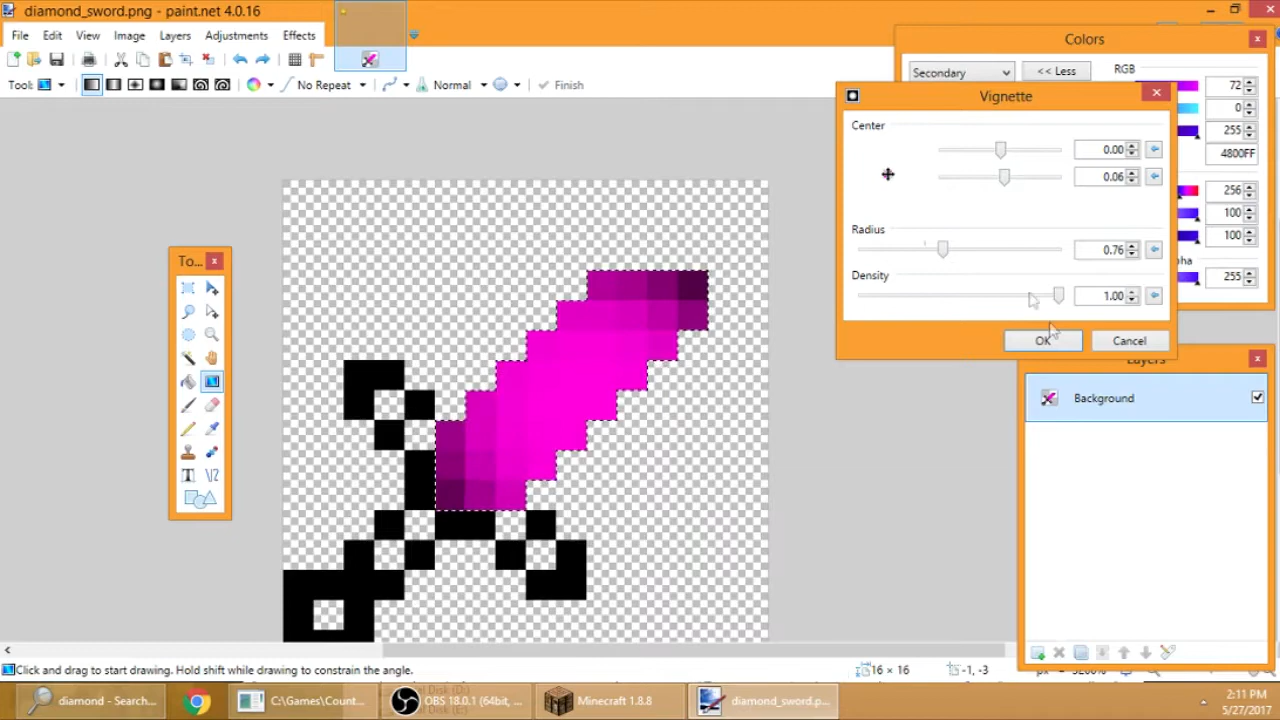 diamond_sword.png - paint.net 4.0.16
File Edit View Image Layers Adjustments Effects
Tool: No Repeat Normal Finish
Colors
Secondary << Less RGB
72
0
255
4800FF
256
100
100
255
Vignette
Center
0.00
0.06
Radius
0.76
Density
1.00
OK Cancel
To...
T
Layers
Background
Click and drag to start drawing. Hold shift while drawing to constrain the angle. 16 × 16 -1, -3 px
diamond - Search... C:\Games\Count... OBS 18.0.1 (64bit, ... Minecraft 1.8.8 diamond_sword.p...
2:11 PM
5/27/2017